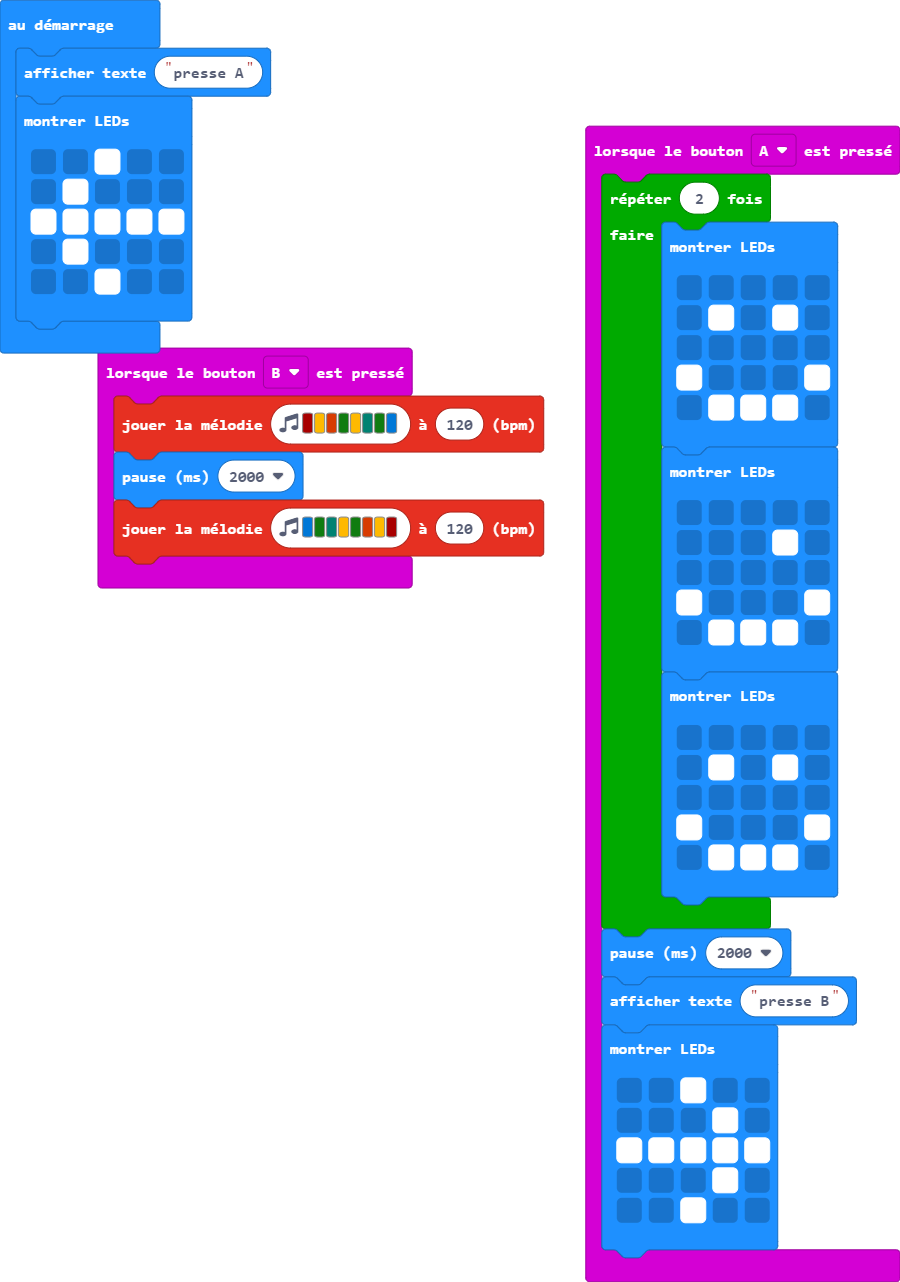 au démarrage
afficher texte "presse A"
montrer LEDs
lorsque le bouton B est pressé
jouer la mélodie à 120 (bpm)
pause (ms) 2000
jouer la mélodie à 120 (bpm)
lorsque le bouton A est pressé
répéter 2 fois
faire
montrer LEDs
montrer LEDs
montrer LEDs
pause (ms) 2000
afficher texte "presse B"
montrer LEDs